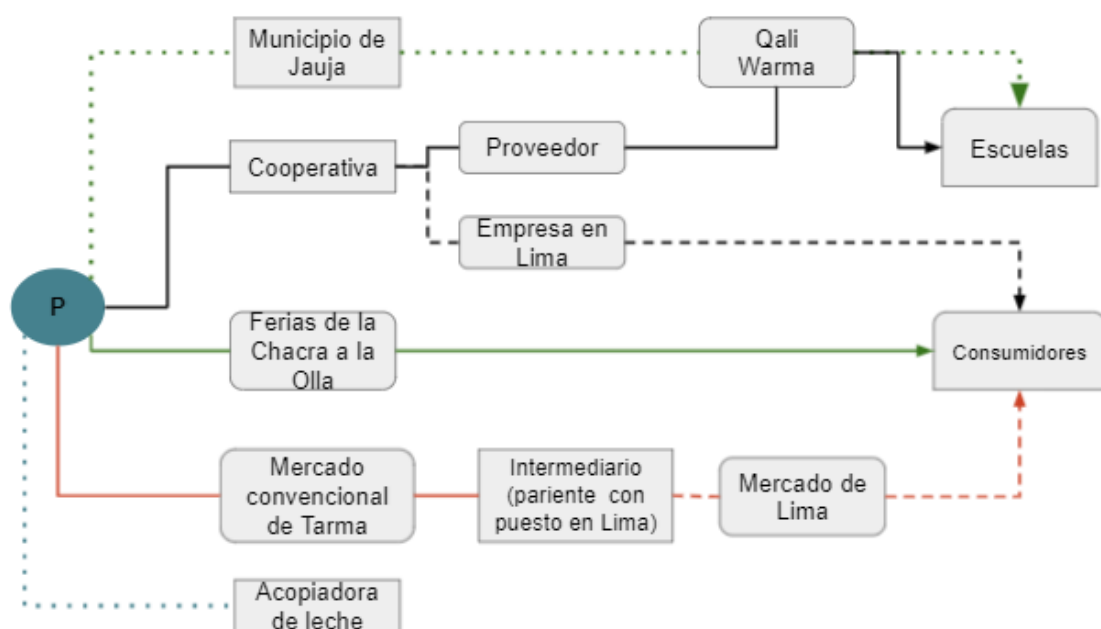 Municipio de
Jauja
Qali
Warma
Cooperativa
Proveedor
Escuelas
Empresa en
Lima
P
Ferias de la
Chacra a la
Olla
Consumidores
Mercado
convencional
de Tarma
Intermediario
(pariente con
puesto en Lima)
Mercado de
Lima
Acopiadora
de leche